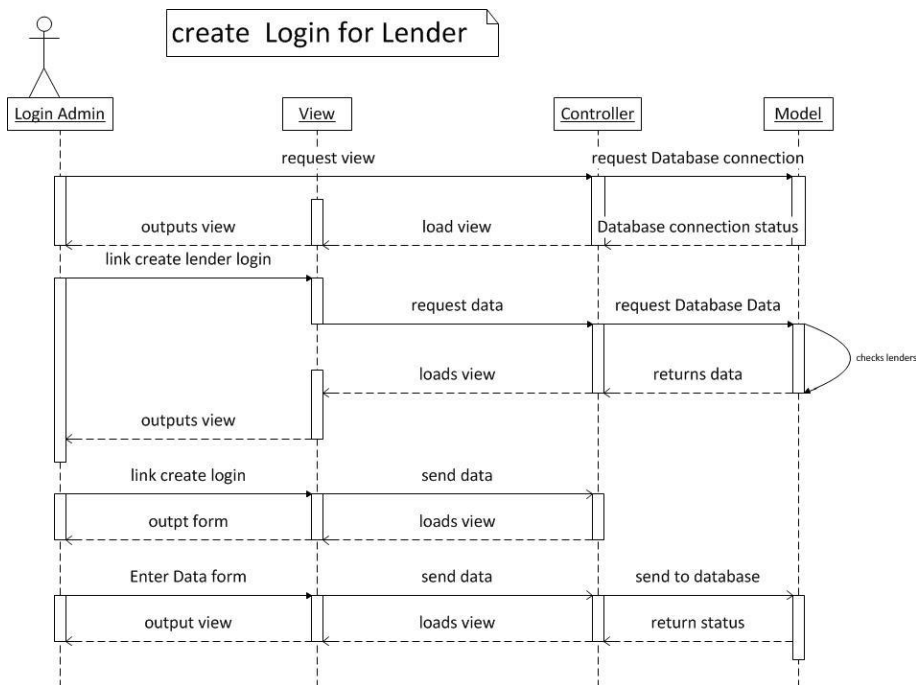 create Login for Lender
Login Admin
View
Controller
Model
request view
request Database connection
outputs view
load view
Database connection status
link create lender login
request data
request Database Data
checks lenders
loads view
returns data
outputs view
link create login
send data
outpt form
loads view
Enter Data form
send data
send to database
output view
loads view
return status